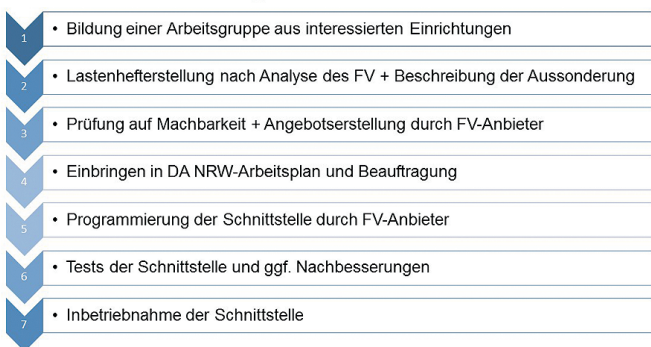 1 • Bildung einer Arbeitsgruppe aus interessierten Einrichtungen
2 • Lastenhefterstellung nach Analyse des FV + Beschreibung der Aussonderung
3 • Prüfung auf Machbarkeit + Angebotserstellung durch FV-Anbieter
4 • Einbringen in DA NRW-Arbeitsplan und Beauftragung
5 • Programmierung der Schnittstelle durch FV-Anbieter
6 • Tests der Schnittstelle und ggf. Nachbesserungen
7 • Inbetriebnahme der Schnittstelle